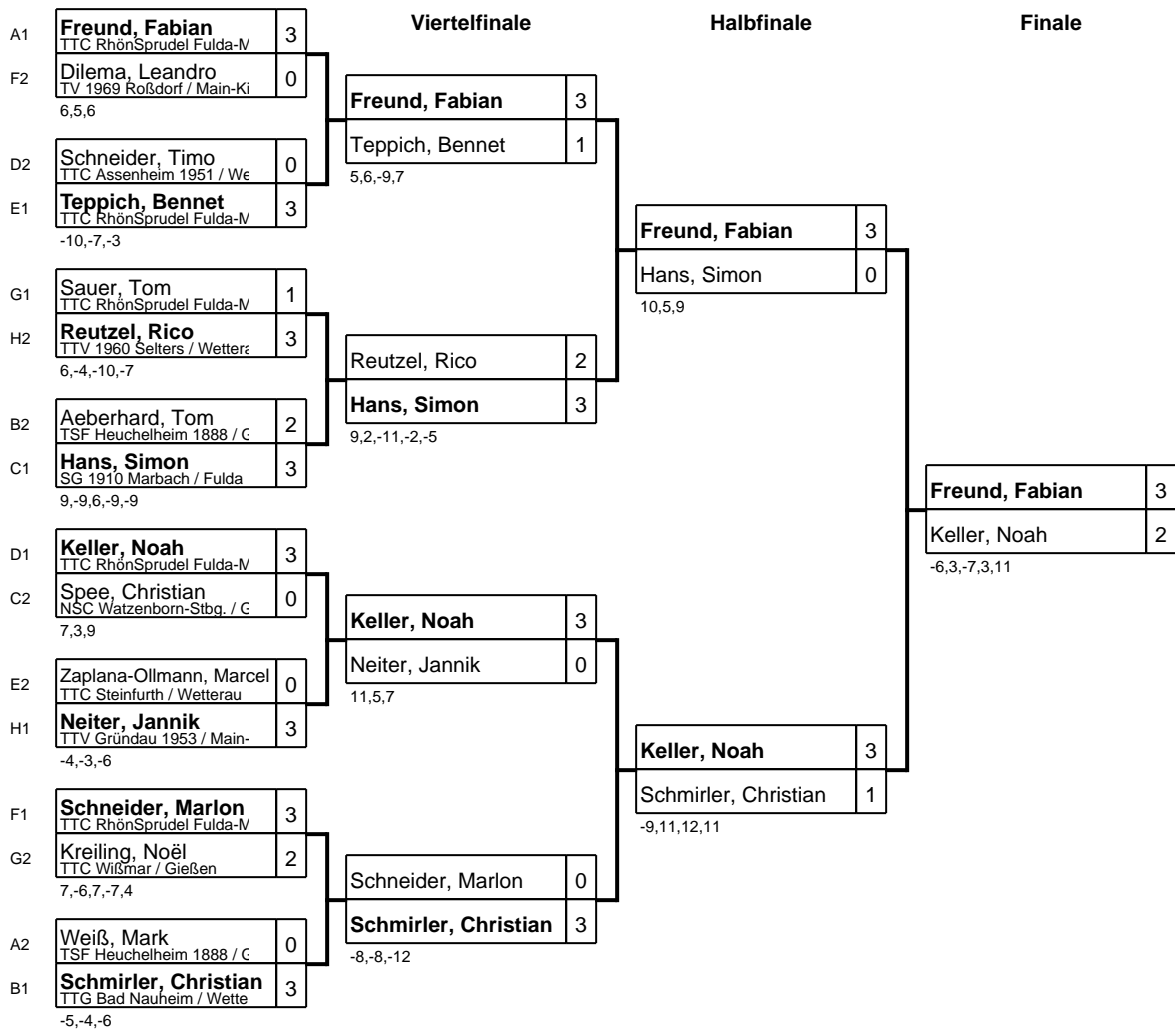 Viertelfinale
Halbfinale
Finale
A1 Freund, Fabian 3
TTC RhönSprudel Fulda-M
F2 Dilema, Leandro 0
TV 1969 Roßdorf / Main-Ki
6,5,6
D2 Schneider, Timo 0
TTC Assenheim 1951 / We
E1 Teppich, Bennet 3
TTC RhönSprudel Fulda-M
-10,-7,-3
G1 Sauer, Tom 1
TTC RhönSprudel Fulda-M
H2 Reutzel, Rico 3
TTV 1960 Selters / Wettera
6,-4,-10,-7
B2 Aeberhard, Tom 2
TSF Heuchelheim 1888 / G
C1 Hans, Simon 3
SG 1910 Marbach / Fulda
9,-9,6,-9,-9
D1 Keller, Noah 3
TTC RhönSprudel Fulda-M
C2 Spee, Christian 0
NSC Watzenborn-Stbg. / G
7,3,9
E2 Zaplana-Ollmann, Marcel 0
TTC Steinfurth / Wetterau
H1 Neiter, Jannik 3
TTV Gründau 1953 / Main-
-4,-3,-6
F1 Schneider, Marlon 3
TTC RhönSprudel Fulda-M
G2 Kreiling, Noël 2
TTC Wißmar / Gießen
7,-6,7,-7,4
A2 Weiß, Mark 0
TSF Heuchelheim 1888 / G
B1 Schmirler, Christian 3
TTG Bad Nauheim / Wette
-5,-4,-6
Freund, Fabian 3
Teppich, Bennet 1
5,6,-9,7
Reutzel, Rico 2
Hans, Simon 3
9,2,-11,-2,-5
Keller, Noah 3
Neiter, Jannik 0
11,5,7
Schneider, Marlon 0
Schmirler, Christian 3
-8,-8,-12
Freund, Fabian 3
Hans, Simon 0
10,5,9
Keller, Noah 3
Schmirler, Christian 1
-9,11,12,11
Freund, Fabian 3
Keller, Noah 2
-6,3,-7,3,11